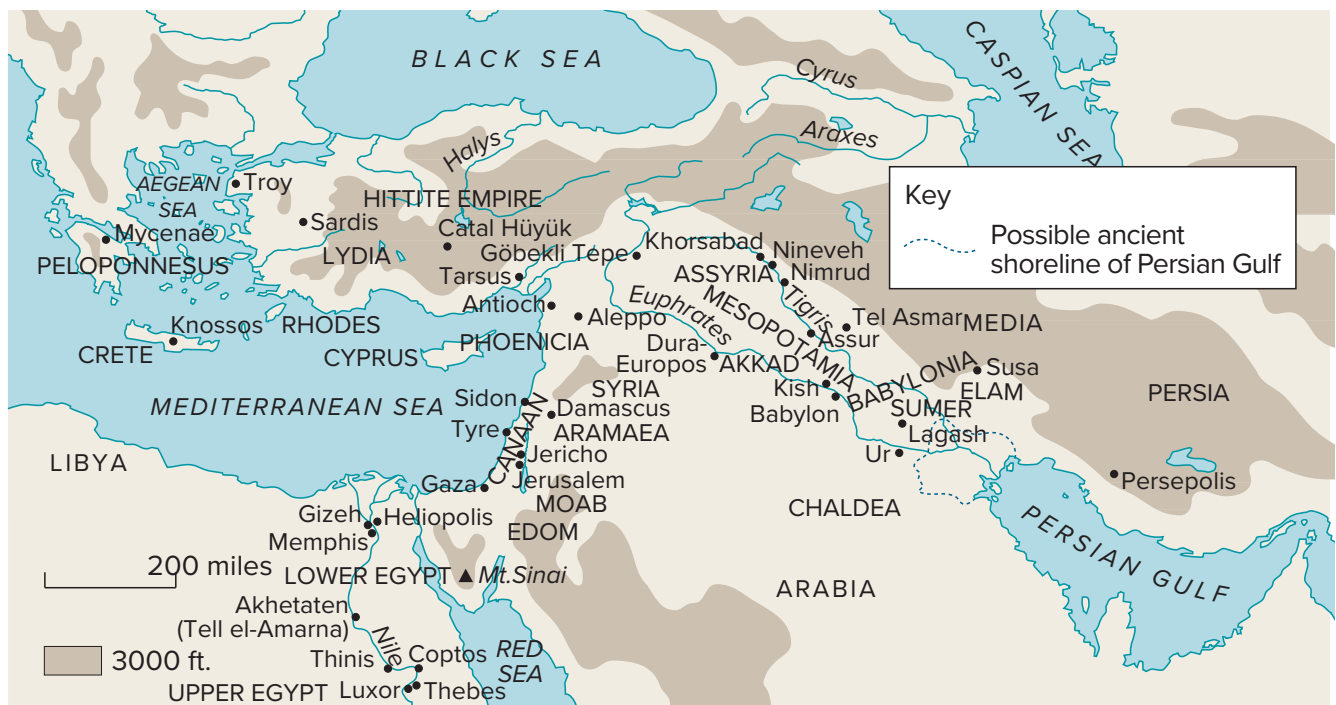 BLACK SEA
CASPIAN SEA
Cyrus
Araxes
Halys
AEGEAN
SEA
Troy
HITTITE EMPIRE
Key
Possible ancient
shoreline of Persian Gulf
Sardis
Mycenae
Catal Hüyük
LYDIA
PELOPONNESUS
Göbekli Tepe
Khorsabad
Nineveh
ASSYRIA
Nimrud
Tarsus
Antioch
Euphrates
MESOPOTAMIA
Tigris
Aleppo
Tel Asmar
MEDIA
Knossos
RHODES
Assur
CRETE
CYPRUS
PHOENICIA
Dura-
Europos
AKKAD
BABYLONIA
Susa
SYRIA
Kish
ELAM
PERSIA
MEDITERRANEAN SEA
Sidon
Damascus
Babylon
SUMER
Tyre
CANAAN
ARAMAEA
Lagash
LIBYA
Jericho
Ur
Gaza
Jerusalem
Persepolis
MOAB
CHALDEA
Gizeh
Heliopolis
EDOM
PERSIAN GULF
Memphis
200 miles
LOWER EGYPT
Mt.Sinai
ARABIA
Akhetaten
(Tell el-Amarna)
Nile
RED
SEA
3000 ft.
Thinis
Coptos
UPPER EGYPT
Luxor
Thebes